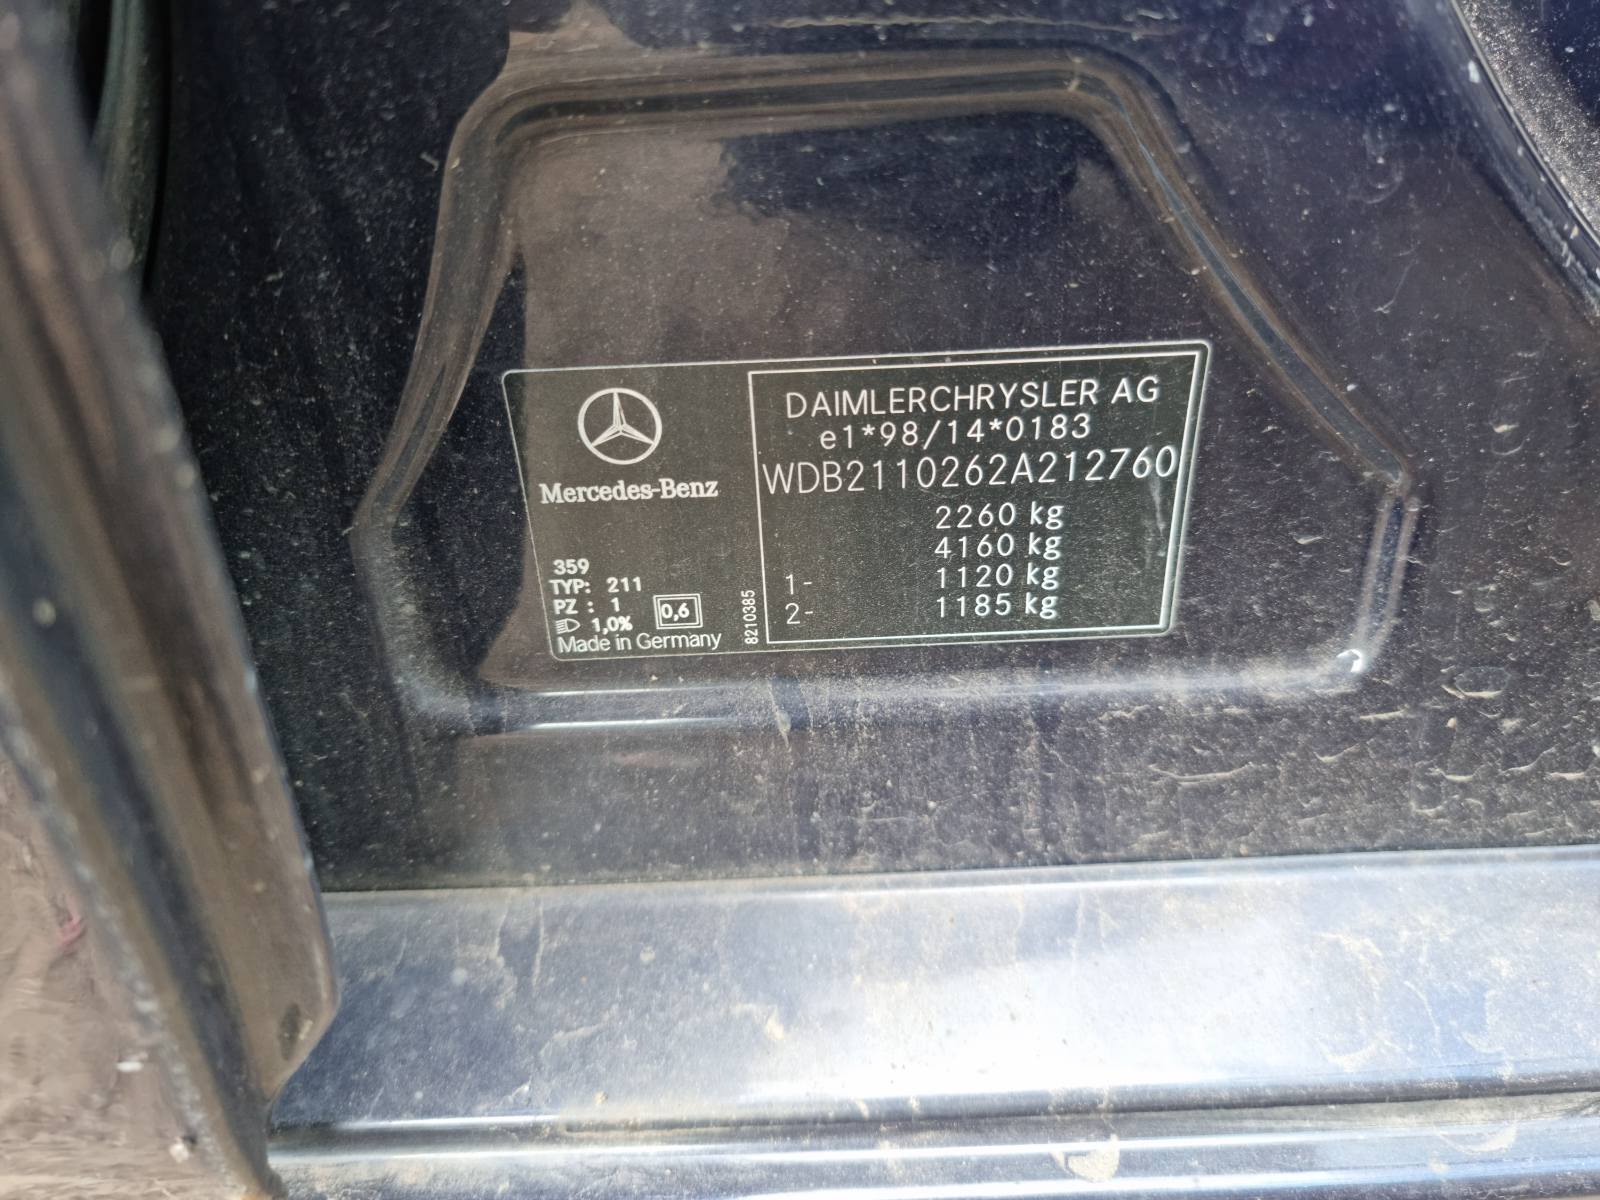 Mercedes-Benz
359
TYP: 211
PZ : 1
1,0%
0,6
Made in Germany
8210385
DAIMLERCHRYSLER AG
e1*98/14*0183
WDB2110262A212760
2260 kg
4160 kg
1- 1120 kg
2- 1185 kg